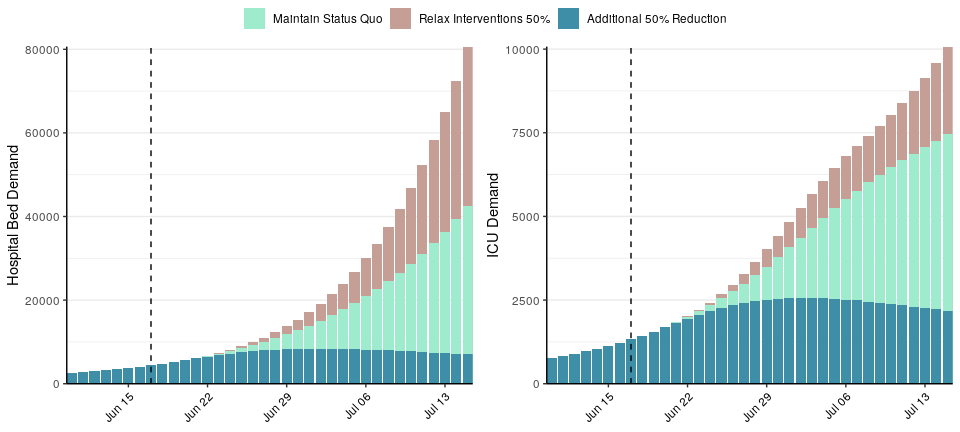 Maintain Status Quo Relax Interventions 50% Additional 50% Reduction
Hospital Bed Demand
80000
60000
40000
20000
0
Jun 15 Jun 22 Jun 29 Jul 06 Jul 13
ICU Demand
10000
7500
5000
2500
0
Jun 15 Jun 22 Jun 29 Jul 06 Jul 13